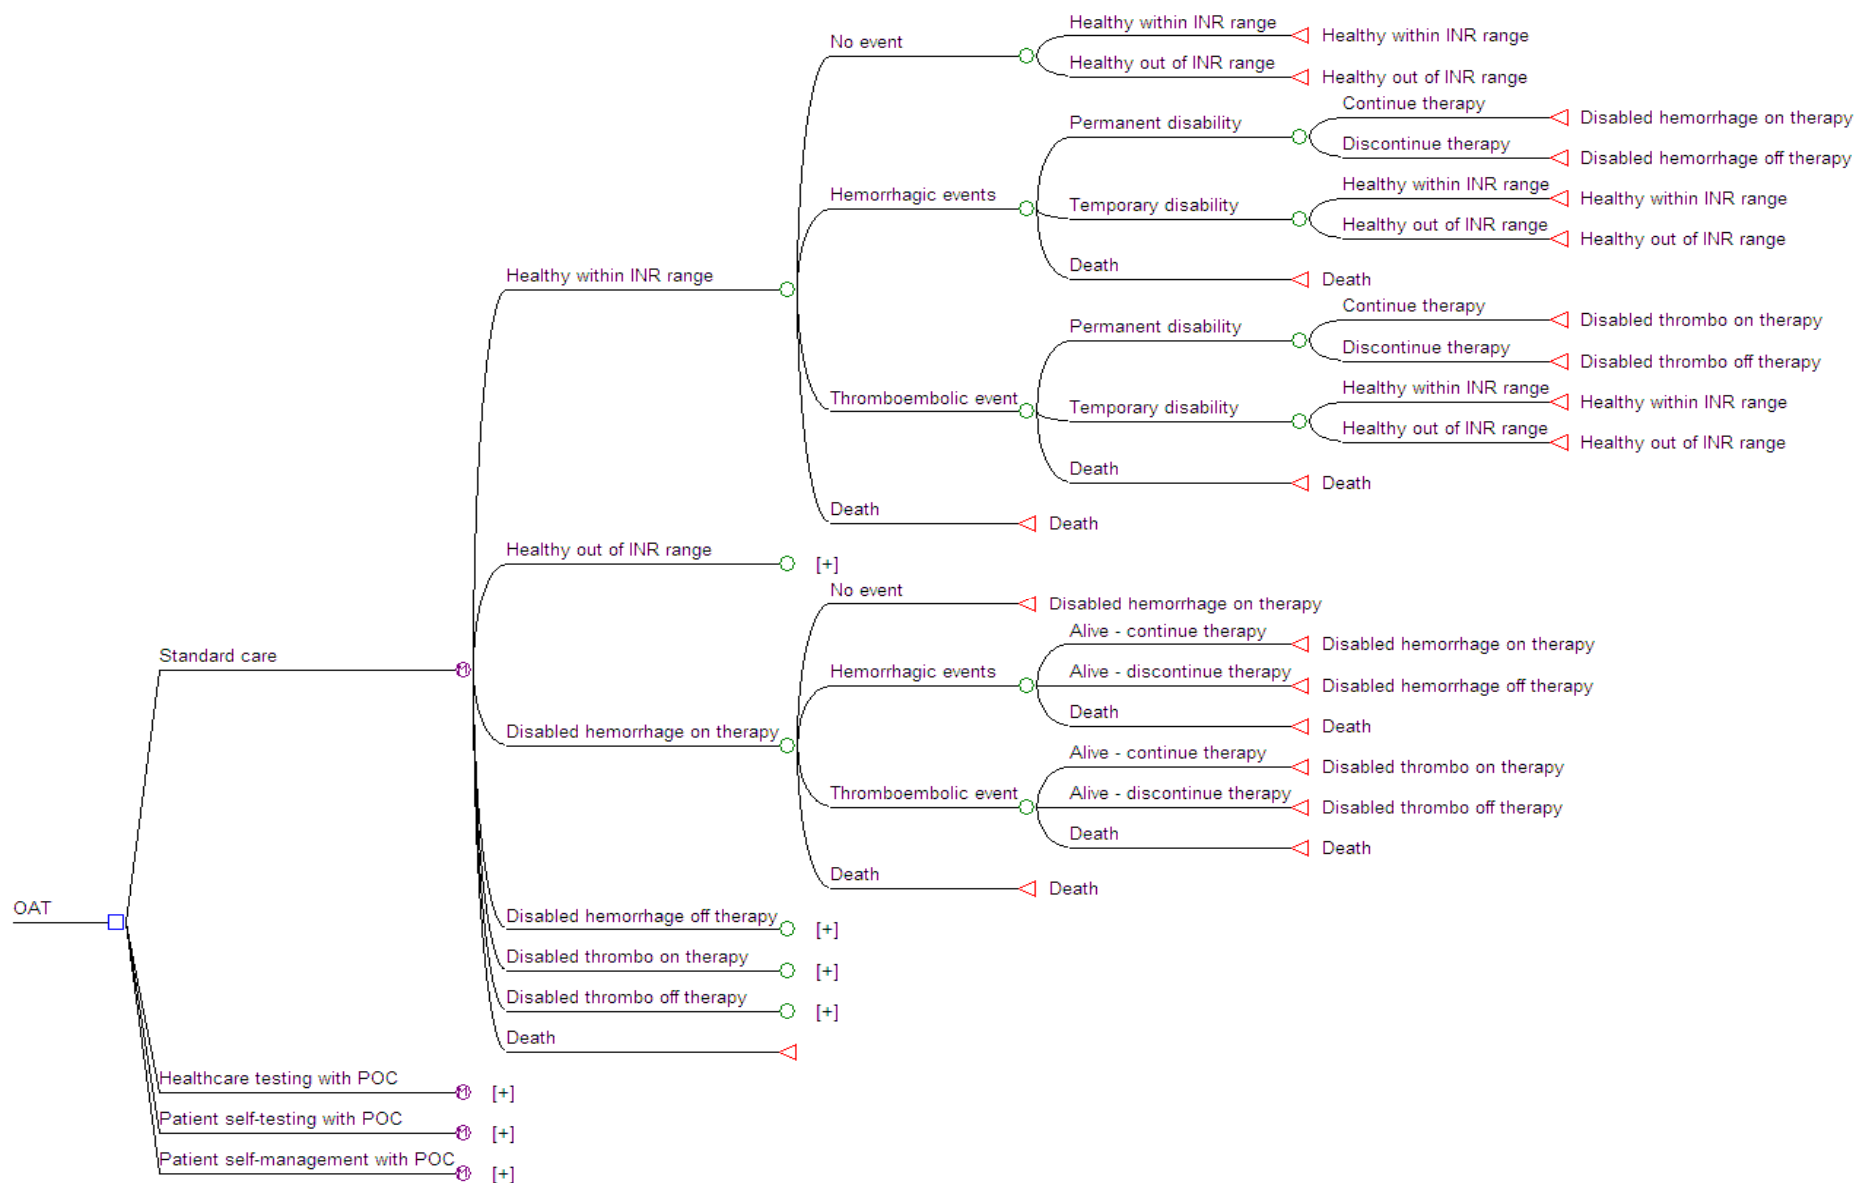 Healthy within INR range
Healthy within INR range
No event
Healthy out of INR range
Healthy out of INR range
Continue therapy
Disabled hemorrhage on therapy
Permanent disability
Discontinue therapy
Disabled hemorrhage off therapy
Healthy within INR range
Healthy within INR range
Hemorrhagic events
Temporary disability
Healthy out of INR range
Healthy out of INR range
Death
Death
Healthy within INR range
Continue therapy
Disabled thrombo on therapy
Permanent disability
Discontinue therapy
Disabled thrombo off therapy
Healthy within INR range
Healthy within INR range
Thromboembolic event
Temporary disability
Healthy out of INR range
Healthy out of INR range
Death
Death
Death
Death
Healthy out of INR range
[+]
No event
Disabled hemorrhage on therapy
Alive - continue therapy
Disabled hemorrhage on therapy
Standard care
M
Hemorrhagic events
Alive - discontinue therapy
Disabled hemorrhage off therapy
Death
Death
Disabled hemorrhage on therapy
Alive - continue therapy
Disabled thrombo on therapy
Thromboembolic event
Alive - discontinue therapy
Disabled thrombo off therapy
Death
Death
Death
Death
OAT
Disabled hemorrhage off therapy
[+]
Disabled thrombo on therapy
[+]
Disabled thrombo off therapy
[+]
Death
Healthcare testing with POC
M
[+]
Patient self-testing with POC
M
[+]
Patient self-management with POC
M
[+]